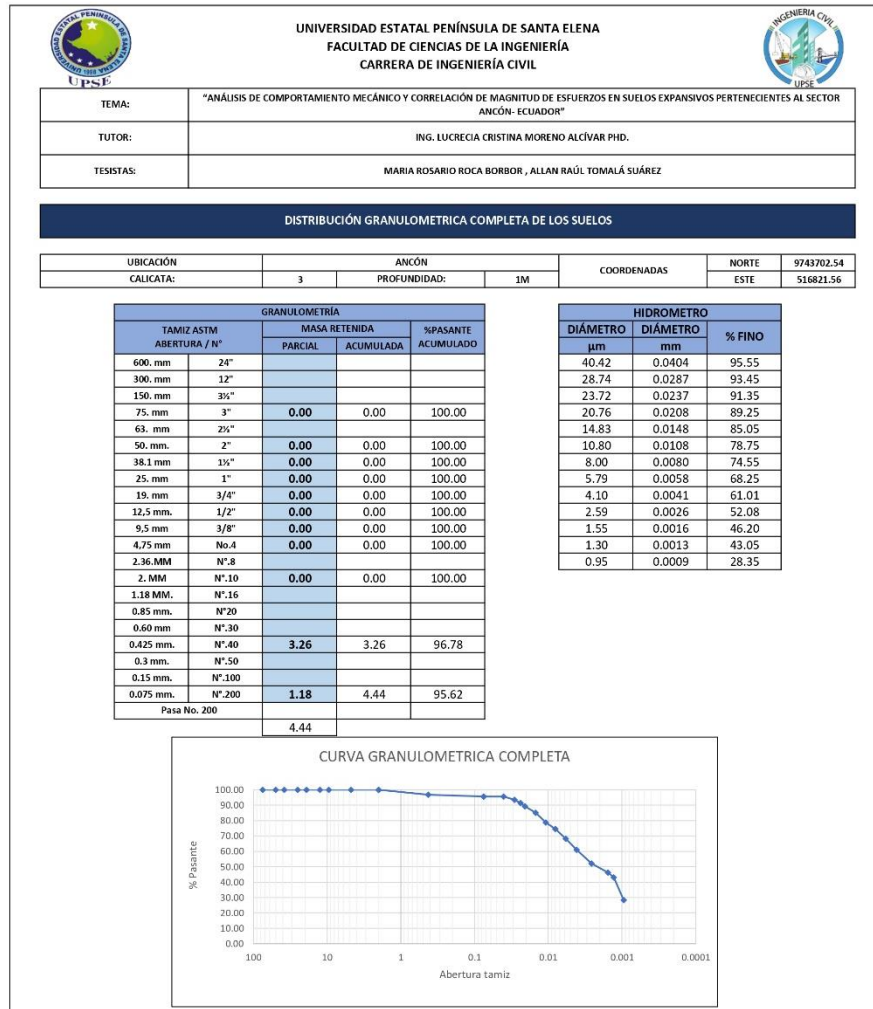 UNIVERSIDAD ESTATAL PENÍNSULA DE SANTA ELENA
FACULTAD DE CIENCIAS DE LA INGENIERÍA
CARRERA DE INGENIERÍA CIVIL
UPSE
INGENIERIA CIVIL
UPSE
TEMA: "ANÁLISIS DE COMPORTAMIENTO MECÁNICO Y CORRELACIÓN DE MAGNITUD DE ESFUERZOS EN SUELOS EXPANSIVOS PERTENECIENTES AL SECTOR
ANCÓN- ECUADOR"
TUTOR: ING. LUCRECIA CRISTINA MORENO ALCÍVAR PHD.
TESISTAS: MARIA ROSARIO ROCA BORBOR , ALLAN RAÚL TOMALÁ SUÁREZ
DISTRIBUCIÓN GRANULOMETRICA COMPLETA DE LOS SUELOS
UBICACIÓN ANCÓN COORDENADAS NORTE 9743702.54
CALICATA: 3 PROFUNDIDAD: 1M ESTE 516821.56
GRANULOMETRÍA
TAMIZ ASTM MASA RETENIDA %PASANTE
ABERTURA / N° PARCIAL ACUMULADA ACUMULADO
600. mm 24"
300. mm 12"
150. mm 3½"
75. mm 3" 0.00 0.00 100.00
63. mm 2½"
50. mm. 2" 0.00 0.00 100.00
38.1 mm 1½" 0.00 0.00 100.00
25. mm 1" 0.00 0.00 100.00
19. mm 3/4" 0.00 0.00 100.00
12,5 mm. 1/2" 0.00 0.00 100.00
9,5 mm 3/8" 0.00 0.00 100.00
4,75 mm No.4 0.00 0.00 100.00
2.36.MM N°.8
2. MM N°.10 0.00 0.00 100.00
1.18 MM. N°.16
0.85 mm. N°20
0.60 mm N°.30
0.425 mm. N°.40 3.26 3.26 96.78
0.3 mm. N°.50
0.15 mm. N°.100
0.075 mm. N°.200 1.18 4.44 95.62
Pasa No. 200
4.44
HIDROMETRO
DIÁMETRO DIÁMETRO % FINO
µm mm
40.42 0.0404 95.55
28.74 0.0287 93.45
23.72 0.0237 91.35
20.76 0.0208 89.25
14.83 0.0148 85.05
10.80 0.0108 78.75
8.00 0.0080 74.55
5.79 0.0058 68.25
4.10 0.0041 61.01
2.59 0.0026 52.08
1.55 0.0016 46.20
1.30 0.0013 43.05
0.95 0.0009 28.35
CURVA GRANULOMETRICA COMPLETA
% Pasante
100.00
90.00
80.00
70.00
60.00
50.00
40.00
30.00
20.00
10.00
0.00
100 10 1 0.1 0.01 0.001 0.0001
Abertura tamiz